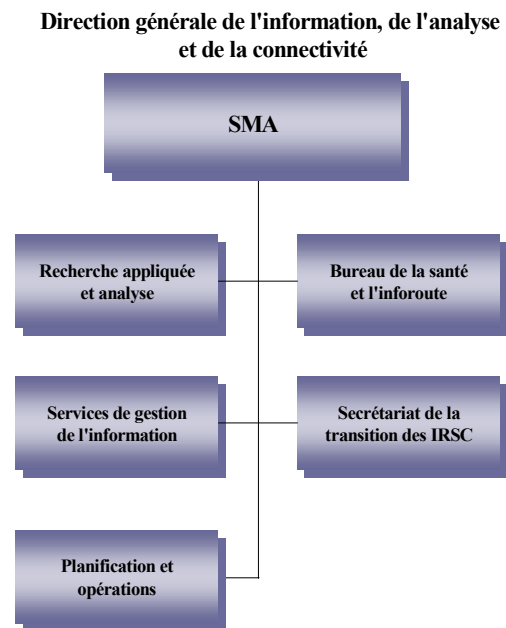 Direction générale de l'information, de l'analyse
et de la connectivité
SMA
Recherche appliquée
et analyse
Bureau de la santé
et l'inforoute
Services de gestion
de l'information
Secrétariat de la
transition des IRSC
Planification et
opérations